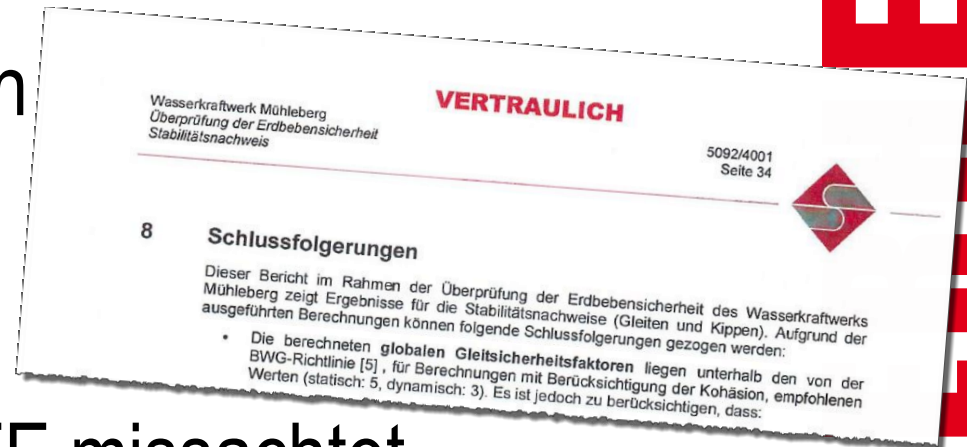 Wasserkraftwerk Mühleberg
Überprüfung der Erdbebensicherheit
Stabilitätsnachweis
VERTRAULICH
5092/4001
Seite 34
8 Schlussfolgerungen
Dieser Bericht im Rahmen der Überprüfung der Erdbebensicherheit des Wasserkraftwerks
Mühleberg zeigt Ergebnisse für die Stabilitätsnachweise (Gleiten und Kippen). Aufgrund der
ausgeführten Berechnungen können folgende Schlussfolgerungen gezogen werden:
• Die berechneten globalen Gleitsicherheitsfaktoren liegen unterhalb den von der
BWG-Richtlinie [5] , für Berechnungen mit Berücksichtigung der Kohäsion, empfohlenen
Werten (statisch: 5, dynamisch: 3). Es ist jedoch zu berücksichtigen, dass: